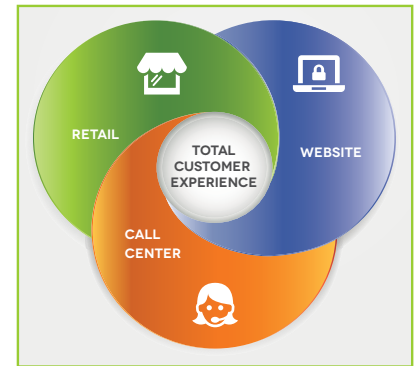 RETAIL
WEBSITE
TOTAL
CUSTOMER
EXPERIENCE
CALL
CENTER